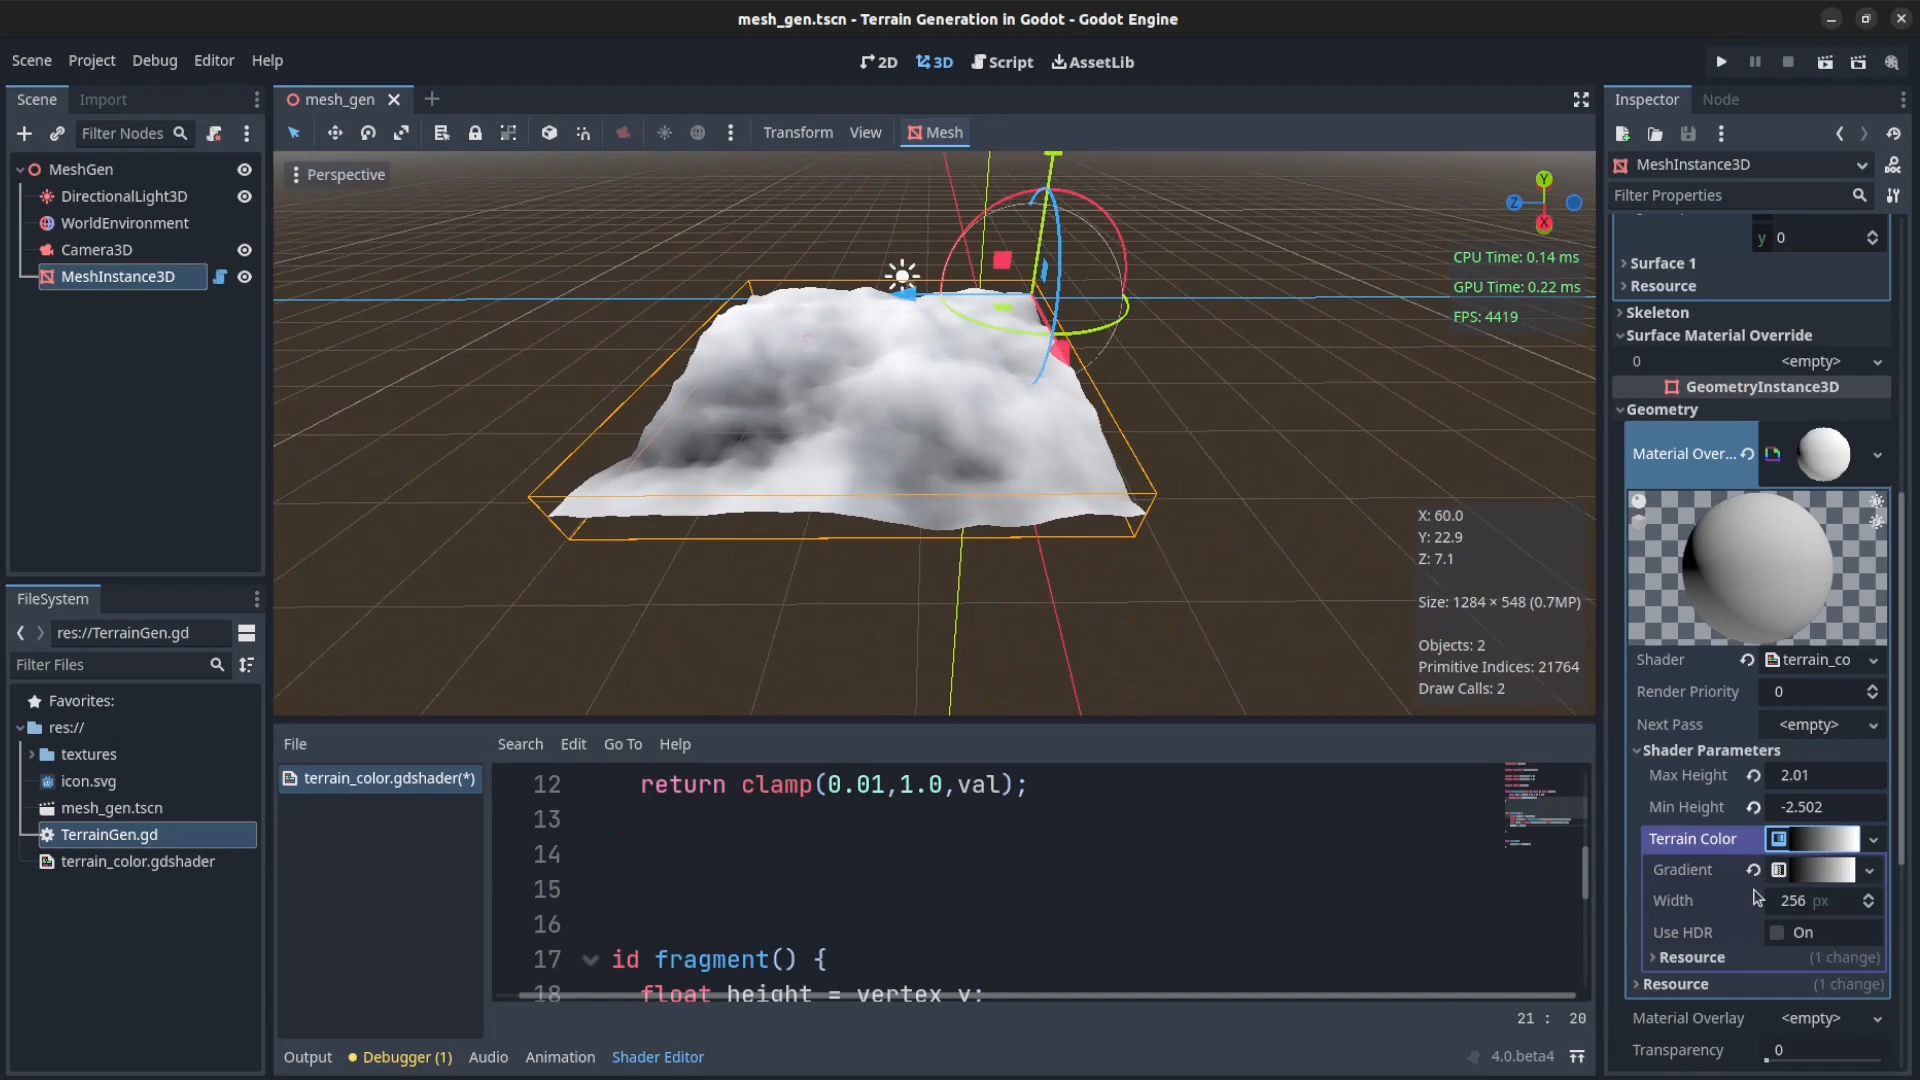 mesh_gen.tscn - Terrain Generation in Godot - Godot Engine
Scene Project Debug Editor Help
2D 3D Script AssetLib
Scene Import
Filter Nodes
MeshGen
DirectionalLight3D
WorldEnvironment
Camera3D
MeshInstance3D
FileSystem
res://TerrainGen.gd
Filter Files
Favorites:
res://
textures
icon.svg
mesh_gen.tscn
TerrainGen.gd
terrain_color.gdshader
mesh_gen
Transform View Mesh
Perspective
Y
Z
X
CPU Time: 0.14 ms
GPU Time: 0.22 ms
FPS: 4419
X: 60.0
Y: 22.9
Z: 7.1
Size: 1284 × 548 (0.7MP)
Objects: 2
Primitive Indices: 21764
Draw Calls: 2
File Search Edit Go To Help
terrain_color.gdshader(*)
12 return clamp(0.01,1.0,val);
13
14
15
16
17 id fragment() {
18 float height = vertex_y;
21 : 20
Output Debugger (1) Audio Animation Shader Editor
4.0.beta4
Inspector Node
MeshInstance3D
Filter Properties
y 0
Surface 1
Resource
Skeleton
Surface Material Override
0 <empty>
GeometryInstance3D
Geometry
Material Over...
Shader terrain_co
Render Priority 0
Next Pass <empty>
Shader Parameters
Max Height 2.01
Min Height -2.502
Terrain Color
Gradient
Width 256 px
Use HDR On
Resource (1 change)
Resource (1 change)
Material Overlay <empty>
Transparency 0